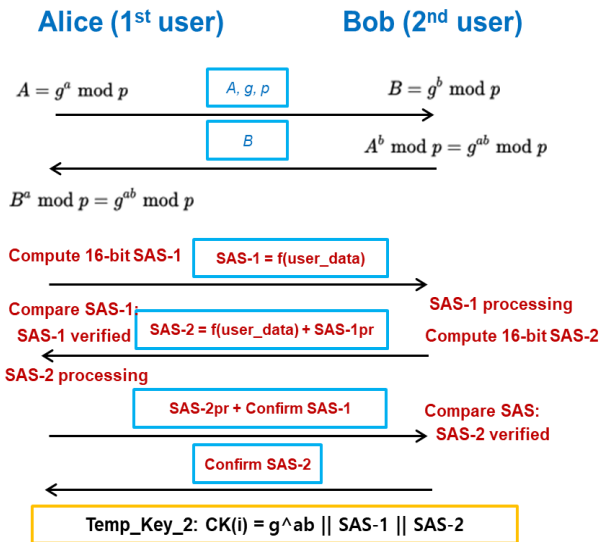 Alice (1st user) Bob (2nd user)
A = g^a mod p A, g, p B = g^b mod p
B A^b mod p = g^ab mod p
B^a mod p = g^ab mod p
Compute 16-bit SAS-1 SAS-1 = f(user_data)
Compare SAS-1: SAS-1 processing
SAS-1 verified SAS-2 = f(user_data) + SAS-1pr Compute 16-bit SAS-2
SAS-2 processing
SAS-2pr + Confirm SAS-1 Compare SAS:
SAS-2 verified
Confirm SAS-2
Temp_Key_2: CK(i) = g^ab || SAS-1 || SAS-2